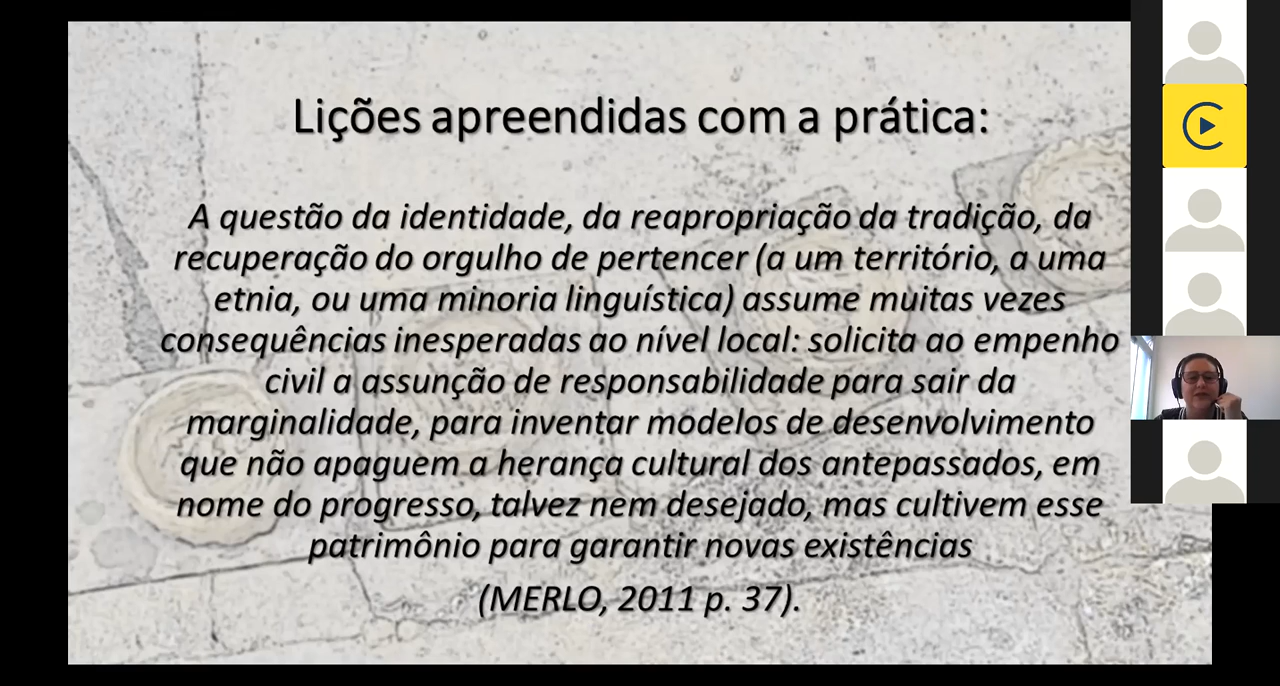 Lições apreendidas com a prática:
A questão da identidade, da reapropriação da tradição, da
recuperação do orgulho de pertencer (a um território, a uma
etnia, ou uma minoria linguística) assume muitas vezes
consequências inesperadas ao nível local: solicita ao empenho
civil a assunção de responsabilidade para sair da
marginalidade, para inventar modelos de desenvolvimento
que não apaguem a herança cultural dos antepassados, em
nome do progresso, talvez nem desejado, mas cultivem esse
patrimônio para garantir novas existências
(MERLO, 2011 p. 37).